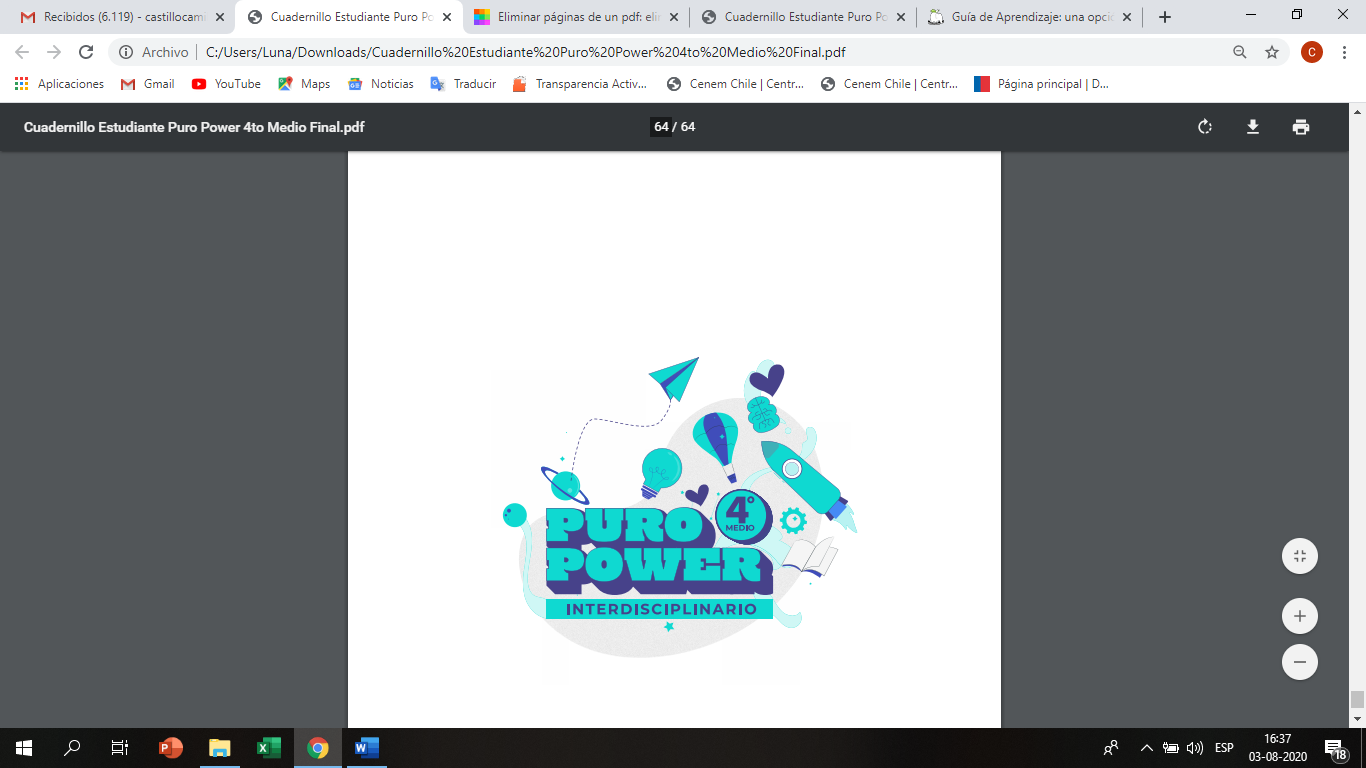 Recibidos (6.119) - castillocami
Cuadernillo Estudiante Puro Po
Eliminar páginas de un pdf: elim
Cuadernillo Estudiante Puro Po
Guía de Aprendizaje: una opció
Archivo | C:/Users/Luna/Downloads/Cuadernillo%20Estudiante%20Puro%20Power%204to%20Medio%20Final.pdf
C
Aplicaciones
Gmail
YouTube
Maps
Noticias
Traducir
Transparencia Activ...
Cenem Chile | Centr...
Cenem Chile | Centr...
Página principal | D...
Cuadernillo Estudiante Puro Power 4to Medio Final.pdf
64 / 64
4°
MEDIO
PURO
POWER
INTERDISCIPLINARIO
ESP
16:37
03-08-2020
18